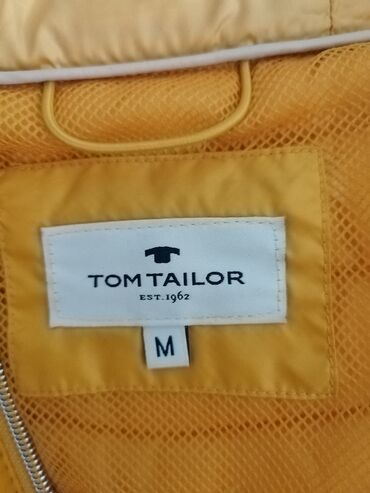 TOM TAILOR
EST. 1962
M